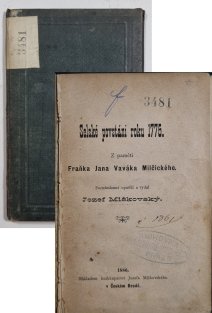 3481
3481
Selské povstání roku 1775.
Z pamětí
Fraňka Jana Vaváka Milčického.
Poznámkami opatřil a vydal
Josef Miškovský.
1886.
Nákladem knihkupectví Josefa Miškovského
v Českém Brodě.